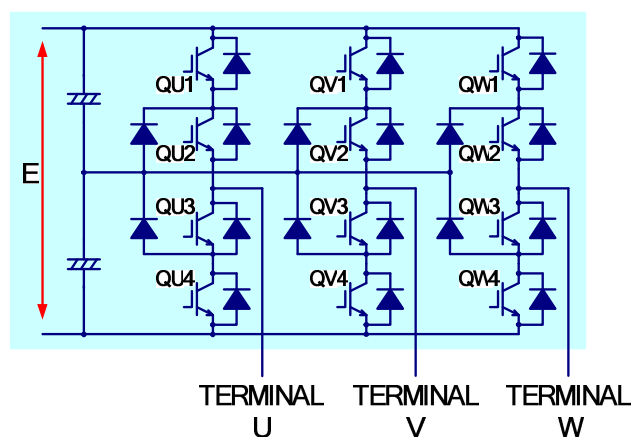 QU1 QV1 QW1
QU2 QV2 QW2
E
QU3 QV3 QW3
QU4 QV4 QW4
TERMINAL TERMINAL TERMINAL
U V W